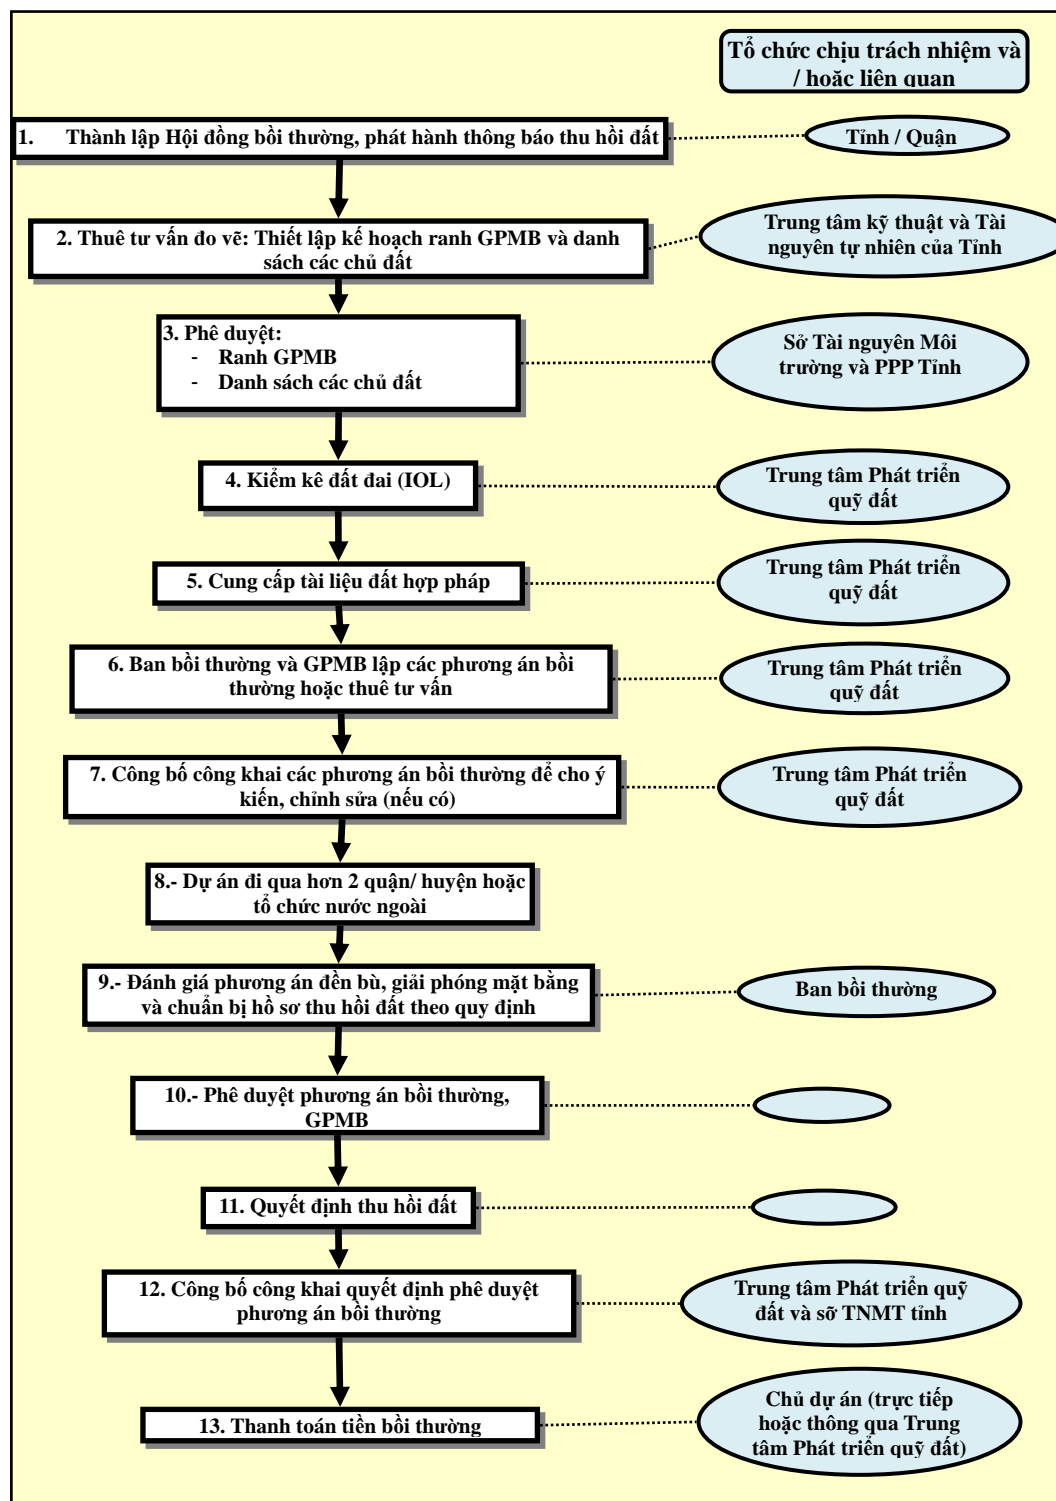 Tổ chức chịu trách nhiệm và
/ hoặc liên quan
1. Thành lập Hội đồng bồi thường, phát hành thông báo thu hồi đất
Tỉnh / Quận
2. Thuê tư vấn đo vẽ: Thiết lập kế hoạch ranh GPMB và danh
sách các chủ đất
Trung tâm kỹ thuật và Tài
nguyên tự nhiên của Tỉnh
3. Phê duyệt:
- Ranh GPMB
- Danh sách các chủ đất
Sở Tài nguyên Môi
trường và PPP Tỉnh
4. Kiểm kê đất đai (IOL)
Trung tâm Phát triển
quỹ đất
5. Cung cấp tài liệu đất hợp pháp
Trung tâm Phát triển
quỹ đất
6. Ban bồi thường và GPMB lập các phương án bồi
thường hoặc thuê tư vấn
Trung tâm Phát triển
quỹ đất
7. Công bố công khai các phương án bồi thường để cho ý
kiến, chỉnh sửa (nếu có)
Trung tâm Phát triển
quỹ đất
8.- Dự án đi qua hơn 2 quận/ huyện hoặc
tổ chức nước ngoài
9.- Đánh giá phương án đền bù, giải phóng mặt bằng
và chuẩn bị hồ sơ thu hồi đất theo quy định
Ban bồi thường
10.- Phê duyệt phương án bồi thường,
GPMB
11. Quyết định thu hồi đất
12. Công bố công khai quyết định phê duyệt
phương án bồi thường
Trung tâm Phát triển quỹ
đất và sỡ TNMT tỉnh
13. Thanh toán tiền bồi thường
Chủ dự án (trực tiếp
hoặc thông qua Trung
tâm Phát triển quỹ đất)